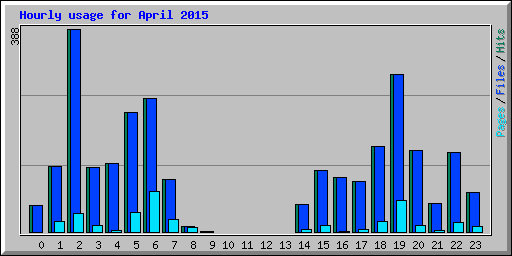 Hourly usage for April 2015
388
0 1 2 3 4 5 6 7 8 9 10 11 12 13 14 15 16 17 18 19 20 21 22 23
Pages / Files / Hits